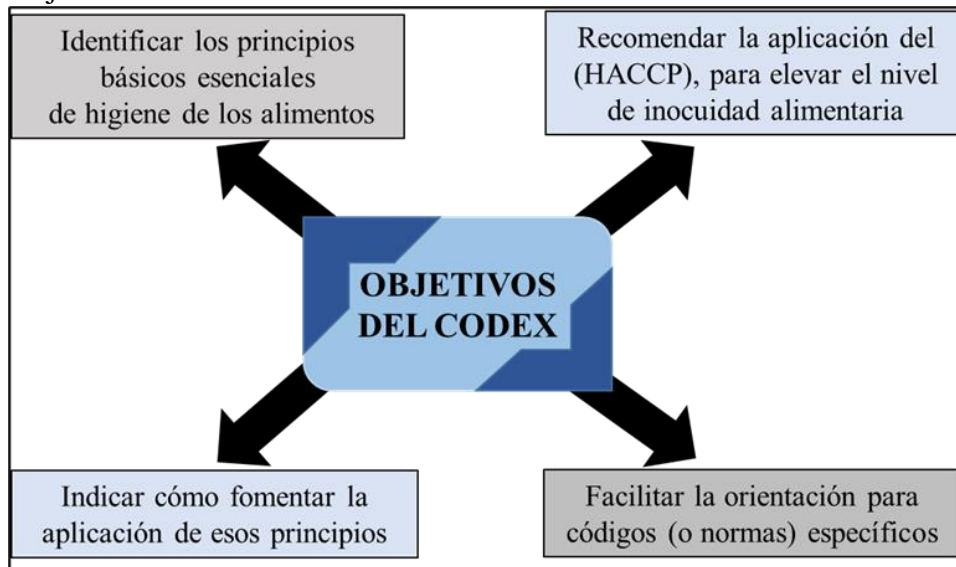 Identificar los principios
básicos esenciales
de higiene de los alimentos
Recomendar la aplicación del
(HACCP), para elevar el nivel
de inocuidad alimentaria
OBJETIVOS
DEL CODEX
Indicar cómo fomentar la
aplicación de esos principios
Facilitar la orientación para
códigos (o normas) específicos